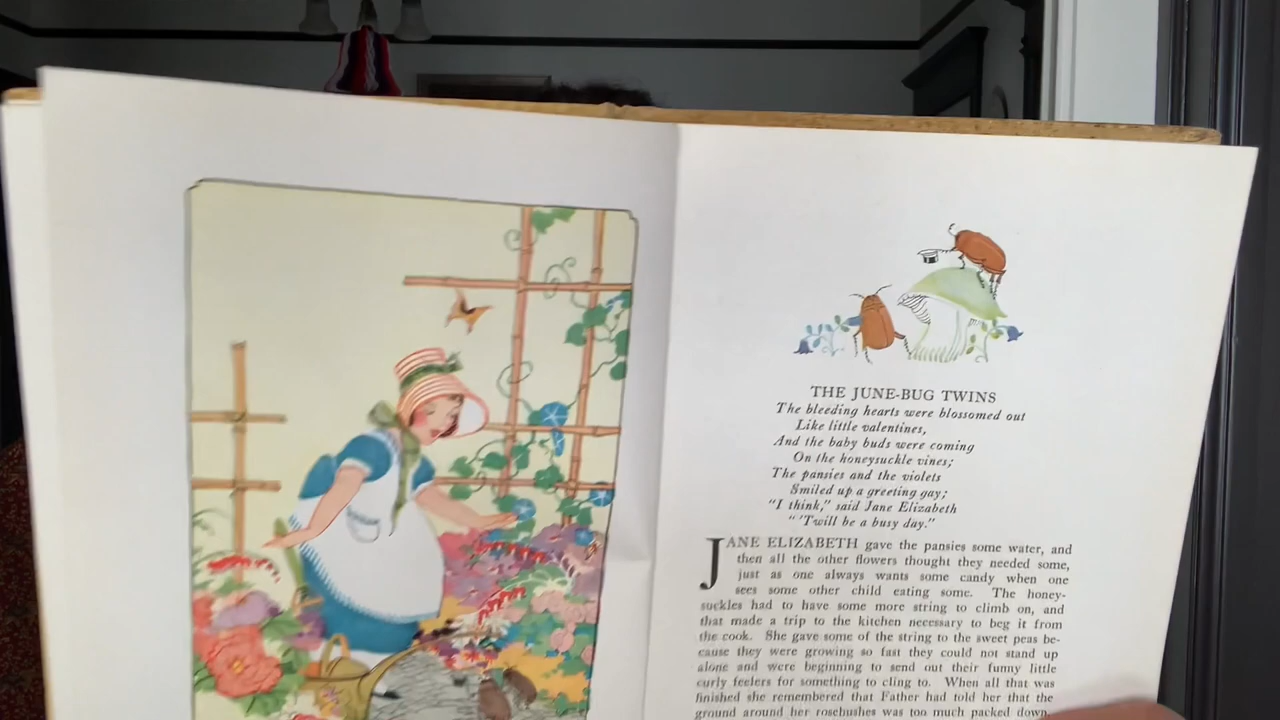 THE JUNE-BUG TWINS
The bleeding hearts were blossomed out
Like little valentines,
And the baby buds were coming
On the honeysuckle vines;
The pansies and the violets
Smiled up a greeting gay;
"I think," said Jane Elizabeth
"'Twill be a busy day."
JANE ELIZABETH gave the pansies some water, and
then all the other flowers thought they needed some,
just as one always wants some candy when one
sees some other child eating some. The honey-
suckles had to have some more string to climb on, and
that made a trip to the kitchen necessary to beg it from
the cook. She gave some of the string to the sweet peas be-
cause they were growing so fast they could not stand up
alone and were beginning to send out their funny little
curly feelers for something to cling to. When all that was
finished she remembered that Father had told her that the
ground around her rosebushes was too much packed down,